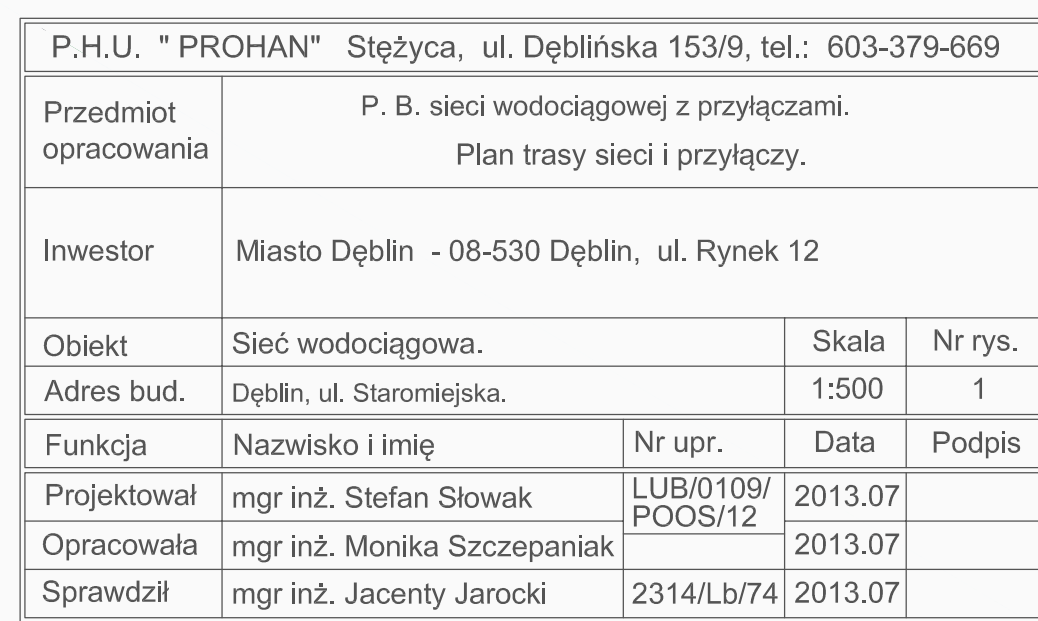 P.H.U. " PROHAN" Stężyca, ul. Dęblińska 153/9, tel.: 603-379-669
Przedmiot opracowania
P. B. sieci wodociągowej z przyłączami.
Plan trasy sieci i przyłączy.
Inwestor Miasto Dęblin - 08-530 Dęblin, ul. Rynek 12
Obiekt Sieć wodociągowa. Skala Nr rys.
Adres bud. Dęblin, ul. Staromiejska. 1:500 1
Funkcja Nazwisko i imię Nr upr. Data Podpis
Projektował mgr inż. Stefan Słowak LUB/0109/ POOS/12 2013.07
Opracowała mgr inż. Monika Szczepaniak 2013.07
Sprawdził mgr inż. Jacenty Jarocki 2314/Lb/74 2013.07